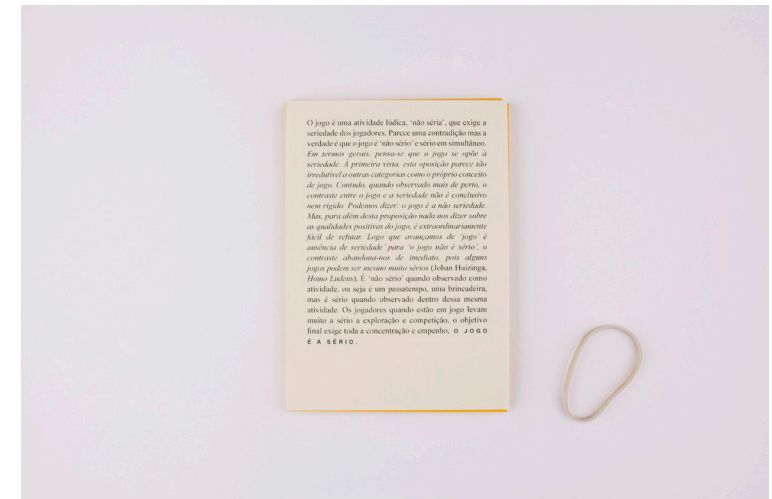 O jogo é uma atividade lúdica, 'não séria', que exige a
seriedade dos jogadores. Parece uma contradição mas a
verdade é que o jogo é 'não sério' e sério em simultâneo.
Em termos gerais, pensa-se que o jogo se opõe à
seriedade. À primeira vista, esta oposição parece tão
irredutível a outras categorias como o próprio conceito
de jogo. Contudo, quando observado mais de perto, o
contraste entre o jogo e a seriedade não é conclusivo
nem rígido. Podemos dizer: o jogo é a não seriedade.
Mas, para além desta proposição nada nos dizer sobre
as qualidades positivas do jogo, é extraordinariamente
fácil de refutar. Logo que avançamos de 'jogo' é
ausência de seriedade' para 'o jogo não é sério', o
contraste abandona-nos de imediato, pois alguns
jogos podem ser mesmo muito sérios (Johan Huizinga,
Homo Ludens). É 'não sério' quando observado como
atividade, ou seja é um passatempo, uma brincadeira,
mas é sério quando observado dentro dessa mesma
atividade. Os jogadores quando estão em jogo levam
muito a sério a exploração e competição, o objetivo
final exige toda a concentração e empenho, O JOGO
É A SÉRIO.